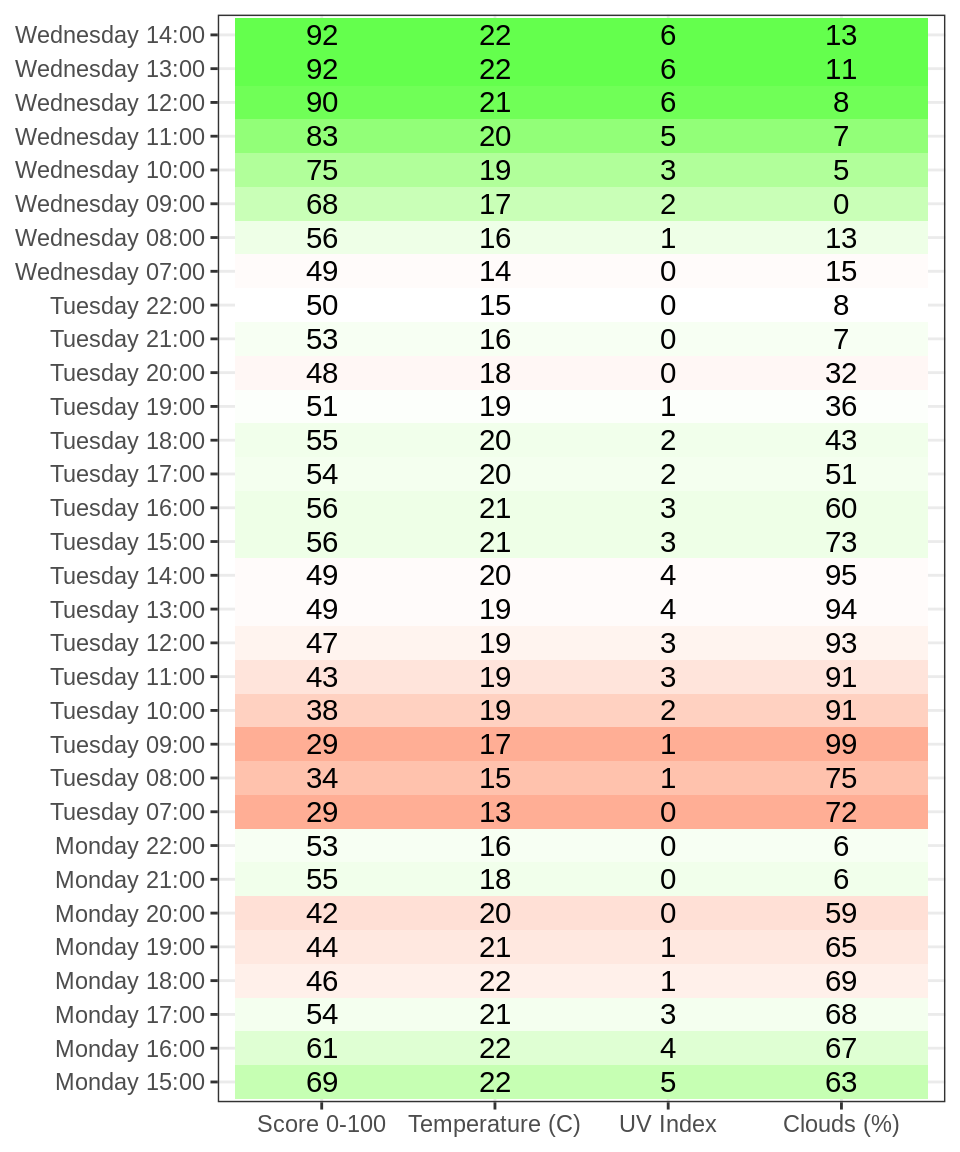 Wednesday 14:00 92 22 6 13
Wednesday 13:00 92 22 6 11
Wednesday 12:00 90 21 6 8
Wednesday 11:00 83 20 5 7
Wednesday 10:00 75 19 3 5
Wednesday 09:00 68 17 2 0
Wednesday 08:00 56 16 1 13
Wednesday 07:00 49 14 0 15
Tuesday 22:00 50 15 0 8
Tuesday 21:00 53 16 0 7
Tuesday 20:00 48 18 0 32
Tuesday 19:00 51 19 1 36
Tuesday 18:00 55 20 2 43
Tuesday 17:00 54 20 2 51
Tuesday 16:00 56 21 3 60
Tuesday 15:00 56 21 3 73
Tuesday 14:00 49 20 4 95
Tuesday 13:00 49 19 4 94
Tuesday 12:00 47 19 3 93
Tuesday 11:00 43 19 3 91
Tuesday 10:00 38 19 2 91
Tuesday 09:00 29 17 1 99
Tuesday 08:00 34 15 1 75
Tuesday 07:00 29 13 0 72
Monday 22:00 53 16 0 6
Monday 21:00 55 18 0 6
Monday 20:00 42 20 0 59
Monday 19:00 44 21 1 65
Monday 18:00 46 22 1 69
Monday 17:00 54 21 3 68
Monday 16:00 61 22 4 67
Monday 15:00 69 22 5 63
Score 0-100 Temperature (C) UV Index Clouds (%)